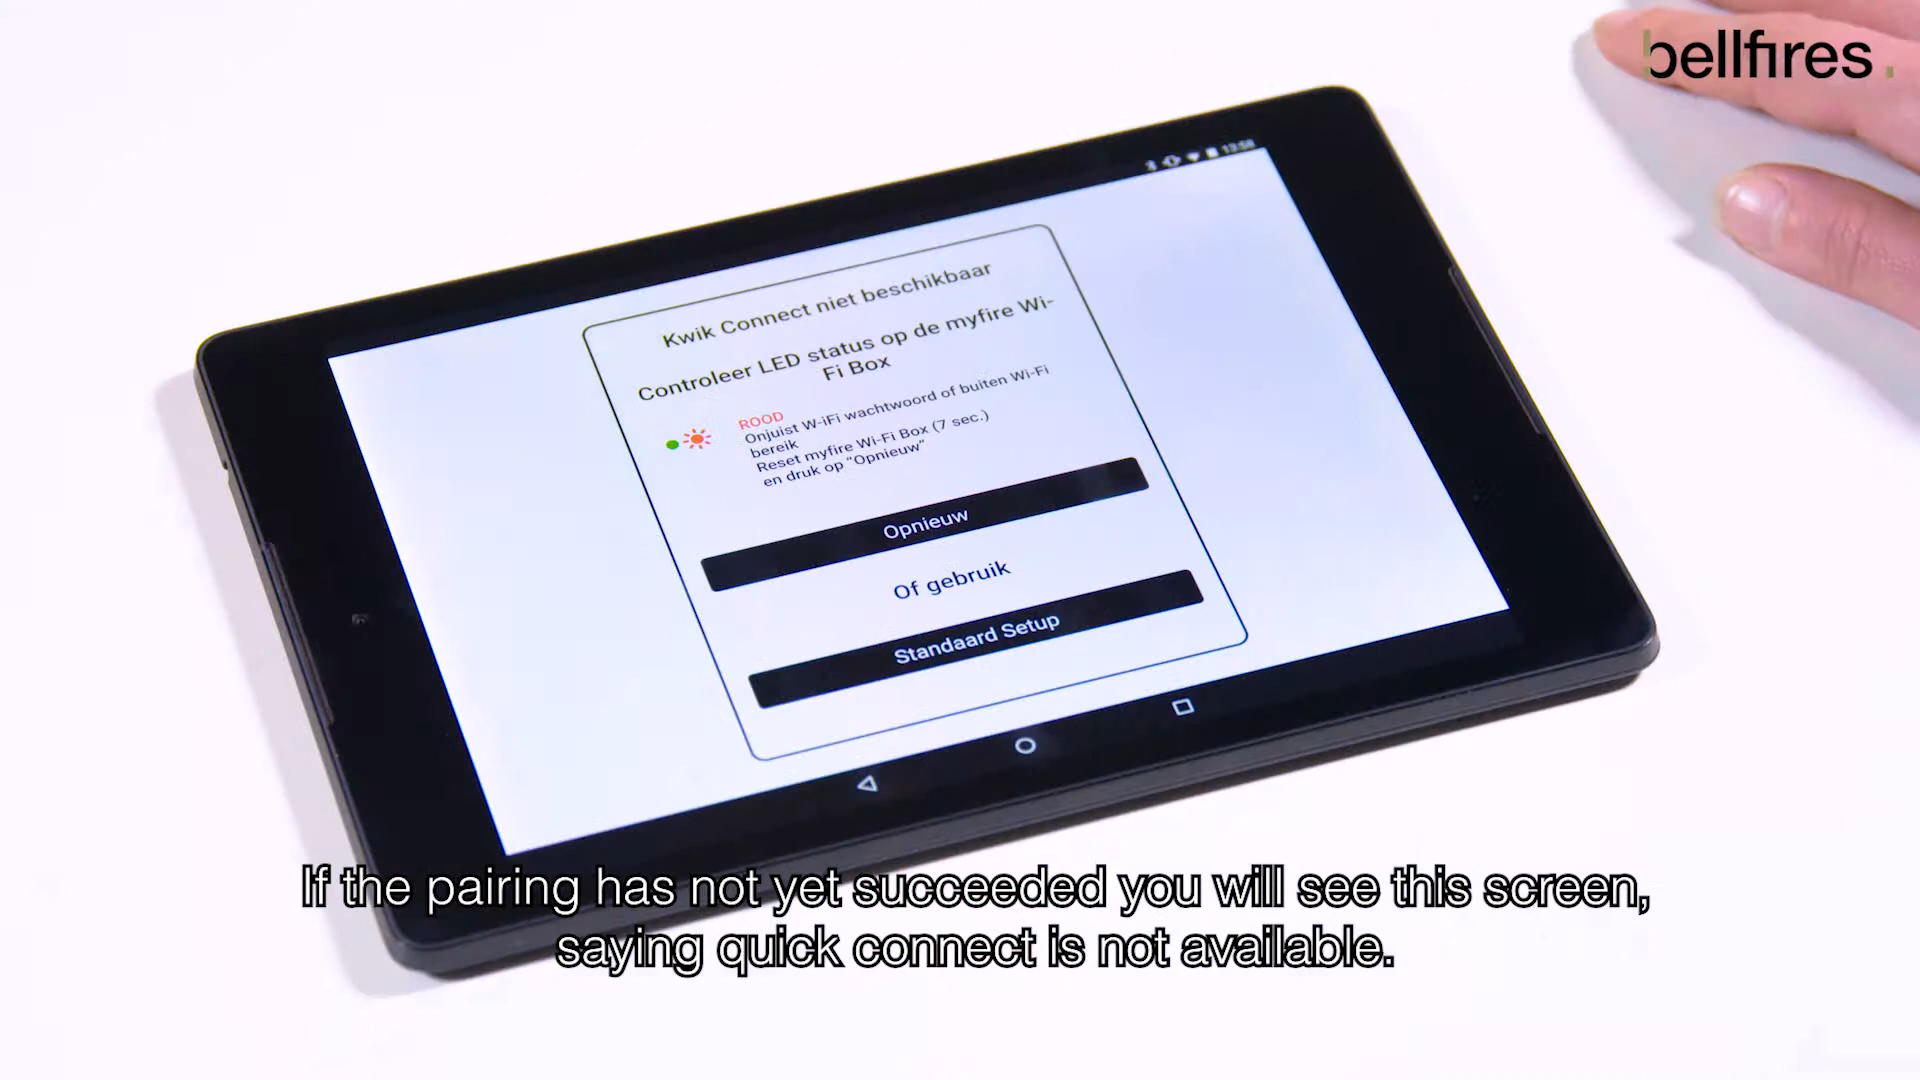 bellfires
13:58
Kwik Connect niet beschikbaar
Controleer LED status op de myfire Wi-
Fi Box
ROOD
Onjuist W-iFi wachtwoord of buiten Wi-Fi
bereik
Reset myfire Wi-Fi Box (7 sec.)
en druk op “Opnieuw”
Opnieuw
Of gebruik
Standaard Setup
If the pairing has not yet succeeded you will see this screen,
saying quick connect is not available.